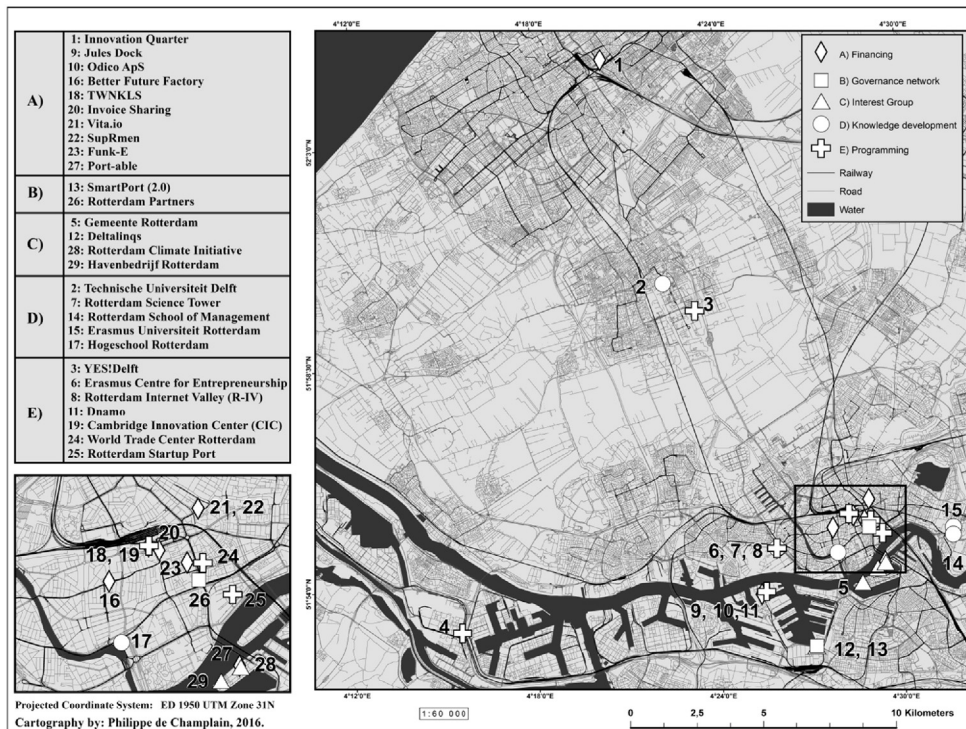 A)
1: Innovation Quarter
9: Jules Dock
10: Odico ApS
16: Better Future Factory
18: TWNKLS
20: Invoice Sharing
21: Vita.io
22: SupRmen
23: Funk-E
27: Port-able
B)
13: SmartPort (2.0)
26: Rotterdam Partners
C)
5: Gemeente Rotterdam
12: Deltalinqs
28: Rotterdam Climate Initiative
29: Havenbedrijf Rotterdam
D)
2: Technische Universiteit Delft
7: Rotterdam Science Tower
14: Rotterdam School of Management
15: Erasmus Universiteit Rotterdam
17: Hogeschool Rotterdam
E)
3: YES!Delft
6: Erasmus Centre for Entrepreneurship
8: Rotterdam Internet Valley (R-IV)
11: Dnamo
19: Cambridge Innovation Center (CIC)
24: World Trade Center Rotterdam
25: Rotterdam Startup Port
21, 22
20
18, 19
23
24
16
26
25
17
27
28
29
Projected Coordinate System: ED 1950 UTM Zone 31N
Cartography by: Philippe de Champlain, 2016.
4°12'0"E
4°18'0"E
4°24'0"E
4°30'0"E
A) Financing
B) Governance network
C) Interest Group
D) Knowledge development
E) Programming
Railway
Road
Water
1
2
3
15
6, 7, 8
14
5
9, 10, 11
4
12, 13
52°3'0"N
51°54'0"N
4°12'0"E
4°18'0"E
4°24'0"E
4°30'0"E
1:60 000
0
2,5
5
10 Kilometers